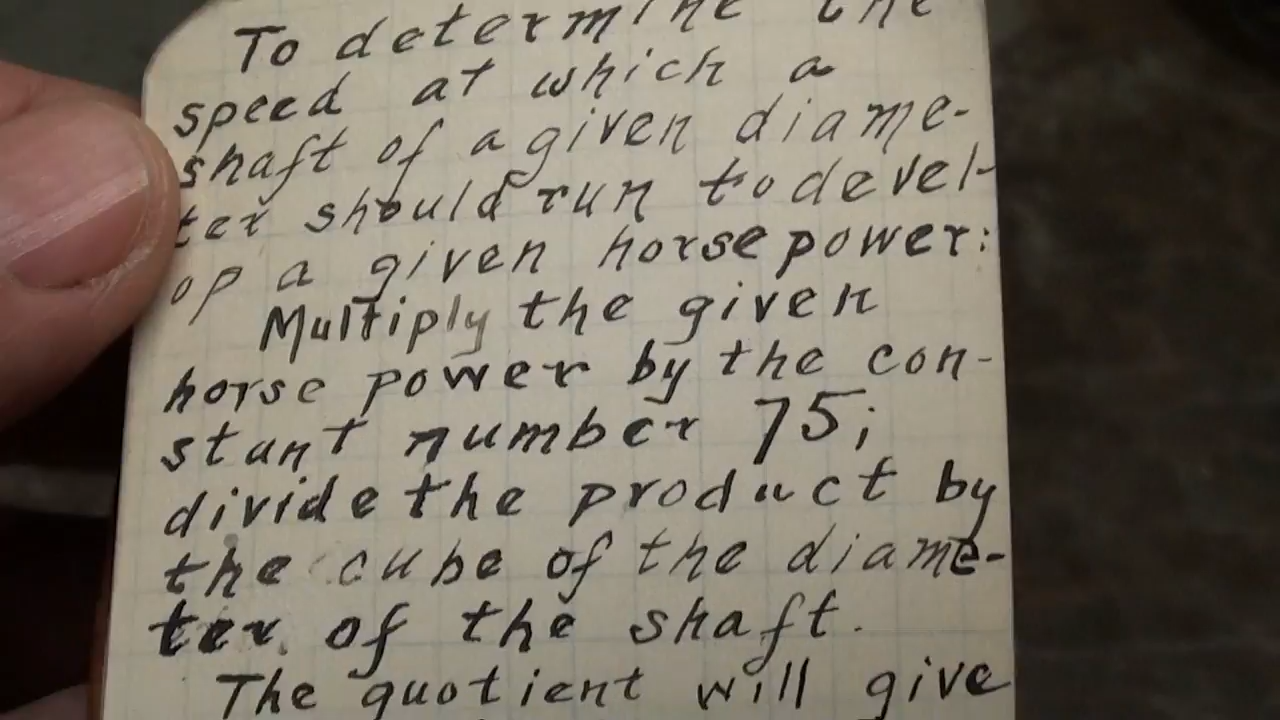 To determine the
speed at which a
shaft of a given diame-
ter should run to devel-
op a given horsepower:
Multiply the given
horse power by the con-
stant number 75;
divide the product by
the cube of the diame-
ter of the shaft.
The quotient will give